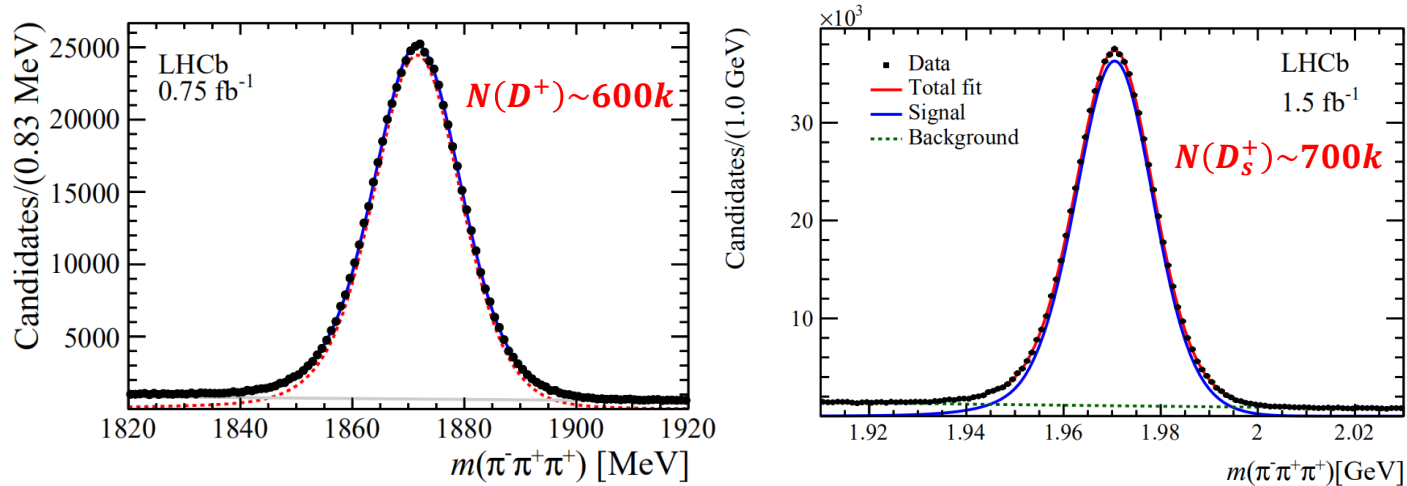 Candidates/(0.83 MeV)
25000
20000
15000
10000
5000
LHCb
0.75 fb⁻¹
N(D⁺)~600k
1820
1840
1860
1880
1900
1920
m(π⁻π⁺π⁺) [MeV]
×10³
Candidates/(1.0 GeV)
30
20
10
Data
Total fit
Signal
Background
LHCb
1.5 fb⁻¹
N(Dₛ⁺)~700k
1.92
1.94
1.96
1.98
2
2.02
m(π⁻π⁺π⁺)[GeV]